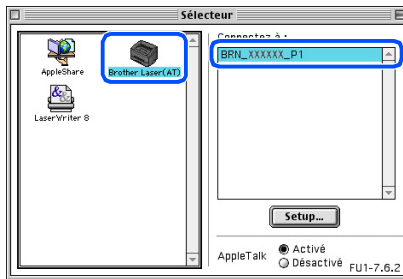 Sélecteur
Connectez à :
BRN_XXXXXX_P1
AppleShare
Brother Laser(AT)
LaserWriter 8
Setup...
AppleTalk
Activé
Désactivé
FU1-7.6.2